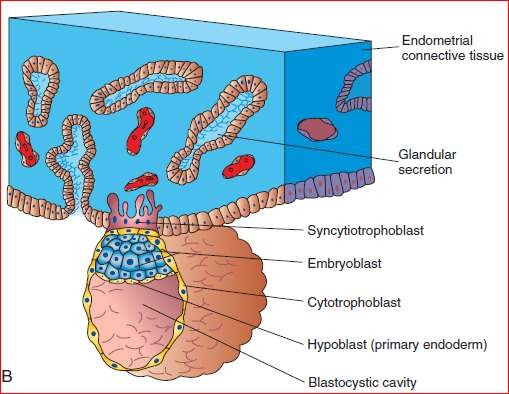 Endometrial
connective tissue
Glandular
secretion
Syncytiotrophoblast
Embryoblast
Cytotrophoblast
Hypoblast (primary endoderm)
Blastocystic cavity
B